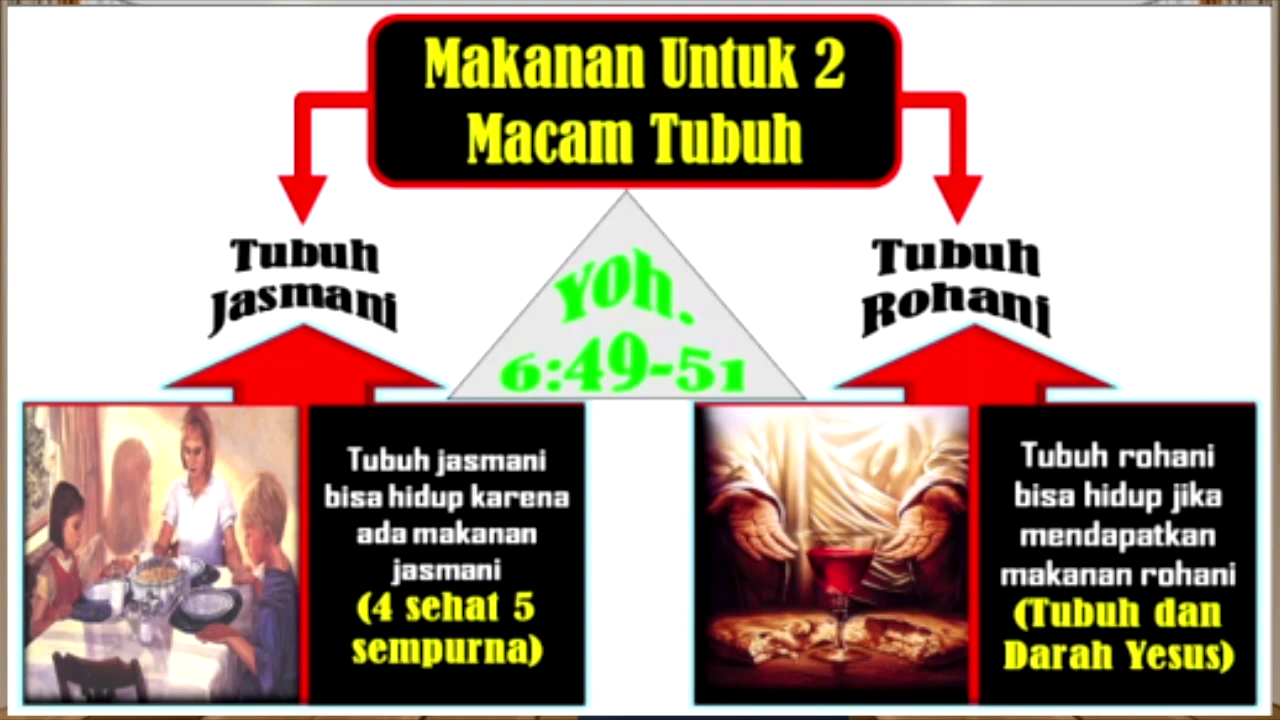 Makanan Untuk 2
Macam Tubuh
Tubuh
Jasmani
Yoh.
6:49-51
Tubuh
Rohani
Tubuh jasmani
bisa hidup karena
ada makanan
jasmani
(4 sehat 5
sempurna)
Tubuh rohani
bisa hidup jika
mendapatkan
makanan rohani
(Tubuh dan
Darah Yesus)